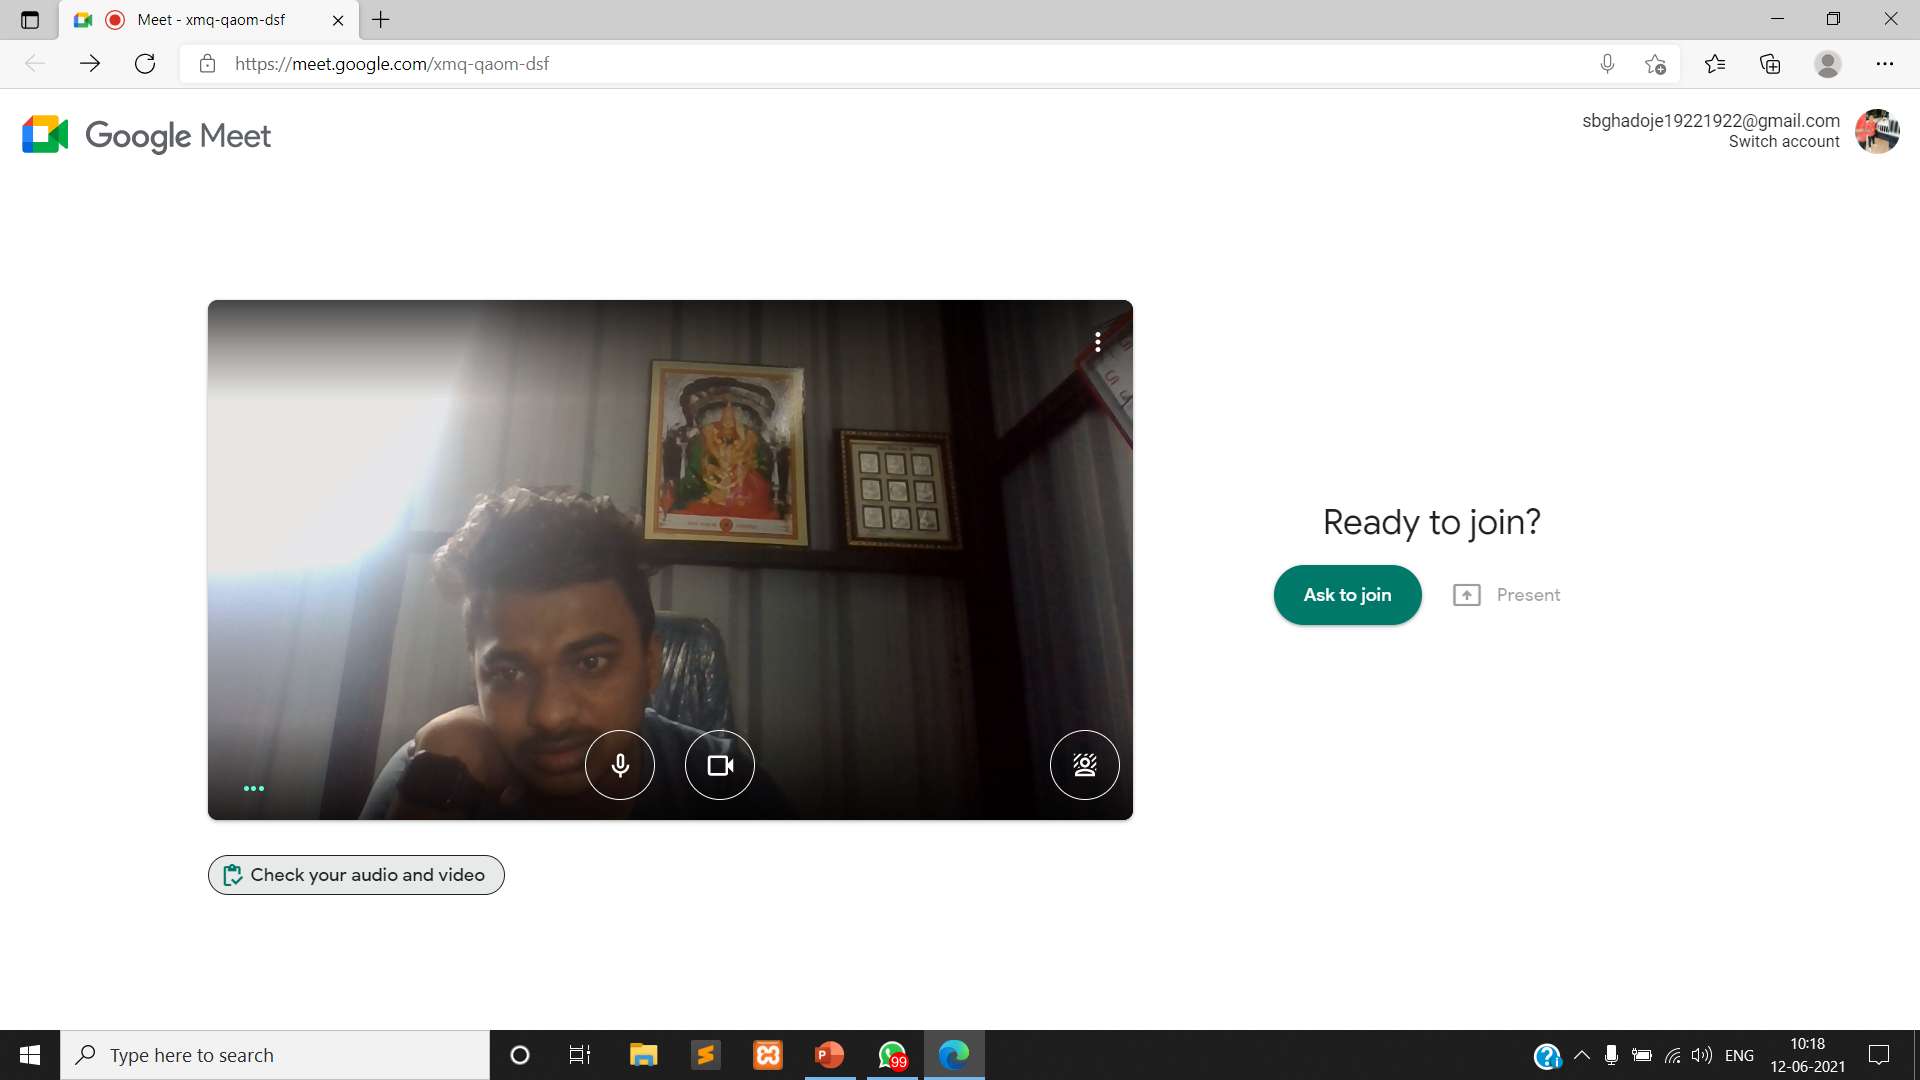 Meet - xmq-qaom-dsf
https://meet.google.com/xmq-qaom-dsf
Google Meet
sbghadoje19221922@gmail.com
Switch account
Ready to join?
Ask to join
Present
Check your audio and video
Type here to search
99
ENG
10:18
12-06-2021